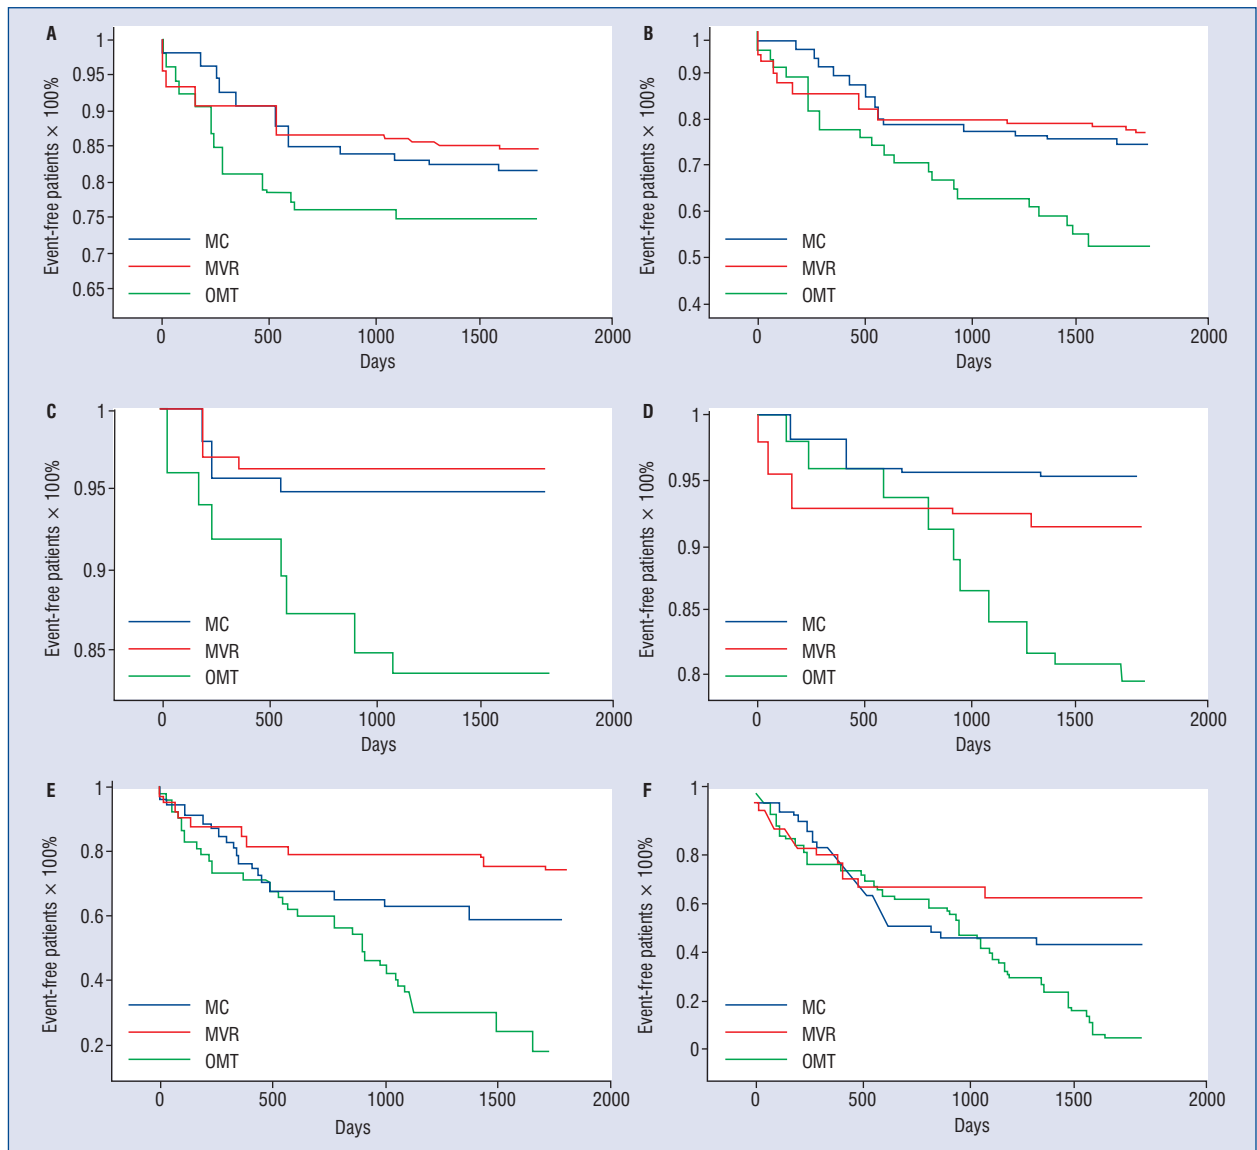 A
Event-free patients × 100%
1
0.95
0.9
0.85
0.8
0.75
0.7
0.65
MC
MVR
OMT
0 500 1000 1500 2000
Days
B
Event-free patients × 100%
1
0.9
0.8
0.7
0.6
0.5
0.4
MC
MVR
OMT
0 500 1000 1500 2000
Days
C
Event-free patients × 100%
1
0.95
0.9
0.85
MC
MVR
OMT
0 500 1000 1500 2000
Days
D
Event-free patients × 100%
1
0.95
0.9
0.85
0.8
MC
MVR
OMT
0 500 1000 1500 2000
Days
E
Event-free patients × 100%
1
0.8
0.6
0.4
0.2
MC
MVR
OMT
0 500 1000 1500 2000
Days
F
Event-free patients × 100%
1
0.8
0.6
0.4
0.2
0
MC
MVR
OMT
0 500 1000 1500 2000
Days